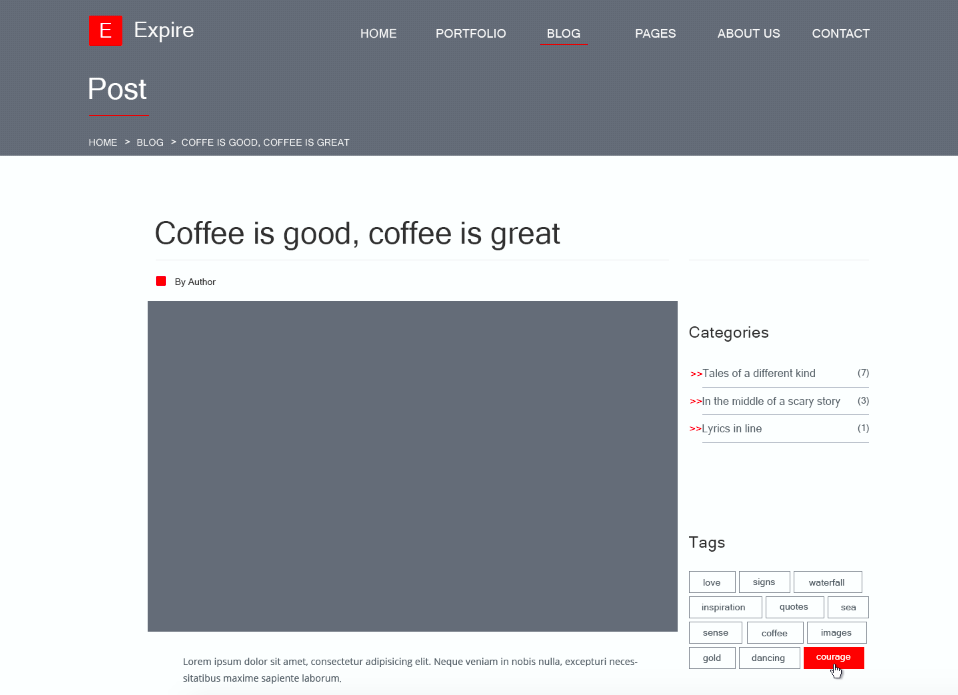 E Expire
HOME PORTFOLIO BLOG PAGES ABOUT US CONTACT
Post
HOME > BLOG > COFFE IS GOOD, COFFEE IS GREAT
Coffee is good, coffee is great
By Author
Categories
>>Tales of a different kind (7)
>>In the middle of a scary story (3)
>>Lyrics in line (1)
Tags
love signs waterfall
inspiration quotes sea
sense coffee images
gold dancing courage
Lorem ipsum dolor sit amet, consectetur adipisicing elit. Neque veniam in nobis nulla, excepturi neces-
sitatibus maxime sapiente laborum.